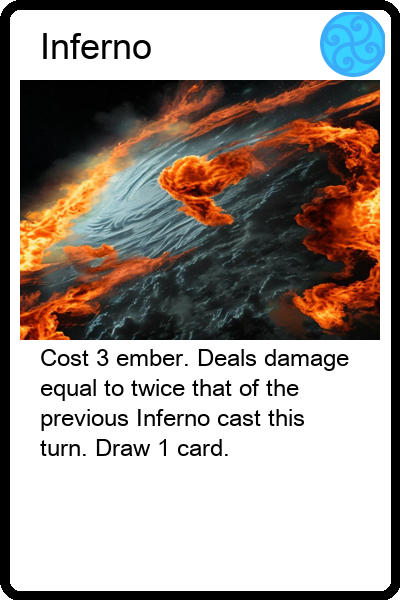 Inferno
Cost 3 ember. Deals damage
equal to twice that of the
previous Inferno cast this
turn. Draw 1 card.